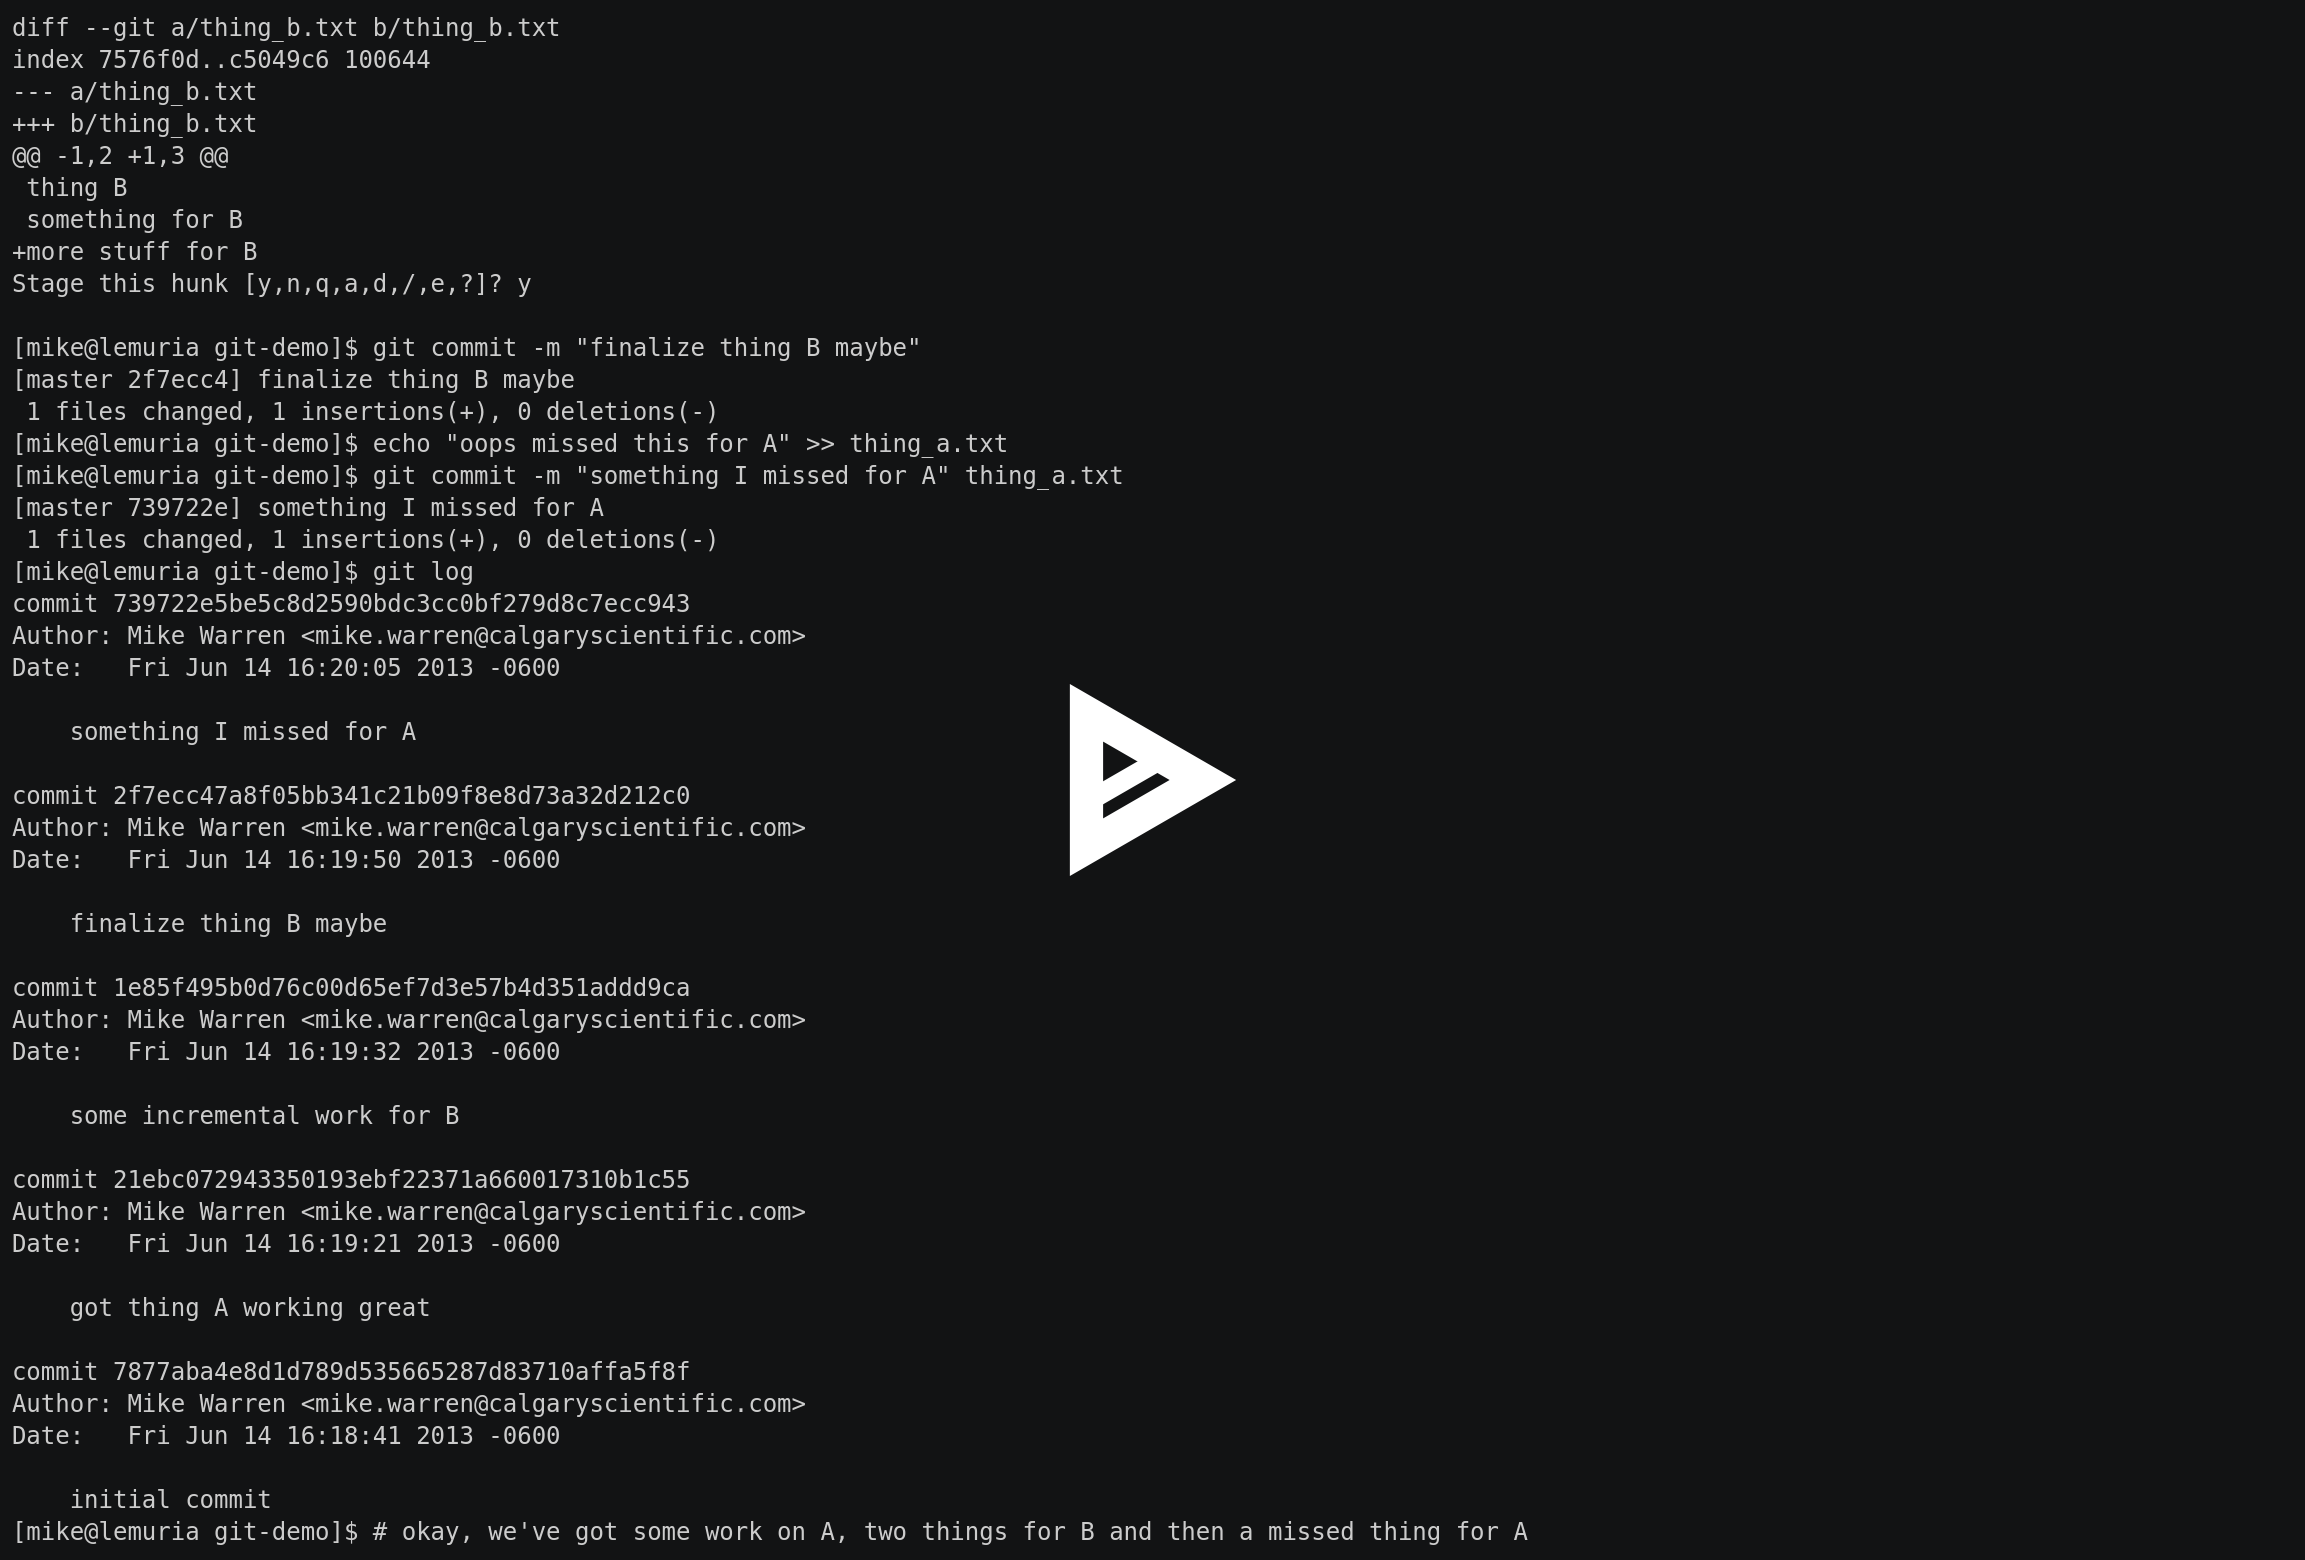 diff --git a/thing_b.txt b/thing_b.txt
index 7576f0d..c5049c6 100644
--- a/thing_b.txt
+++ b/thing_b.txt
@@ -1,2 +1,3 @@
 thing B
 something for B
+more stuff for B
Stage this hunk [y,n,q,a,d,/,e,?]? y

[mike@lemuria git-demo]$ git commit -m "finalize thing B maybe"
[master 2f7ecc4] finalize thing B maybe
 1 files changed, 1 insertions(+), 0 deletions(-)
[mike@lemuria git-demo]$ echo "oops missed this for A" >> thing_a.txt
[mike@lemuria git-demo]$ git commit -m "something I missed for A" thing_a.txt
[master 739722e] something I missed for A
 1 files changed, 1 insertions(+), 0 deletions(-)
[mike@lemuria git-demo]$ git log
commit 739722e5be5c8d2590bdc3cc0bf279d8c7ecc943
Author: Mike Warren <mike.warren@calgaryscientific.com>
Date:   Fri Jun 14 16:20:05 2013 -0600

    something I missed for A

commit 2f7ecc47a8f05bb341c21b09f8e8d73a32d212c0
Author: Mike Warren <mike.warren@calgaryscientific.com>
Date:   Fri Jun 14 16:19:50 2013 -0600

    finalize thing B maybe

commit 1e85f495b0d76c00d65ef7d3e57b4d351addd9ca
Author: Mike Warren <mike.warren@calgaryscientific.com>
Date:   Fri Jun 14 16:19:32 2013 -0600

    some incremental work for B

commit 21ebc072943350193ebf22371a660017310b1c55
Author: Mike Warren <mike.warren@calgaryscientific.com>
Date:   Fri Jun 14 16:19:21 2013 -0600

    got thing A working great

commit 7877aba4e8d1d789d535665287d83710affa5f8f
Author: Mike Warren <mike.warren@calgaryscientific.com>
Date:   Fri Jun 14 16:18:41 2013 -0600

    initial commit
[mike@lemuria git-demo]$ # okay, we've got some work on A, two things for B and then a missed thing for A